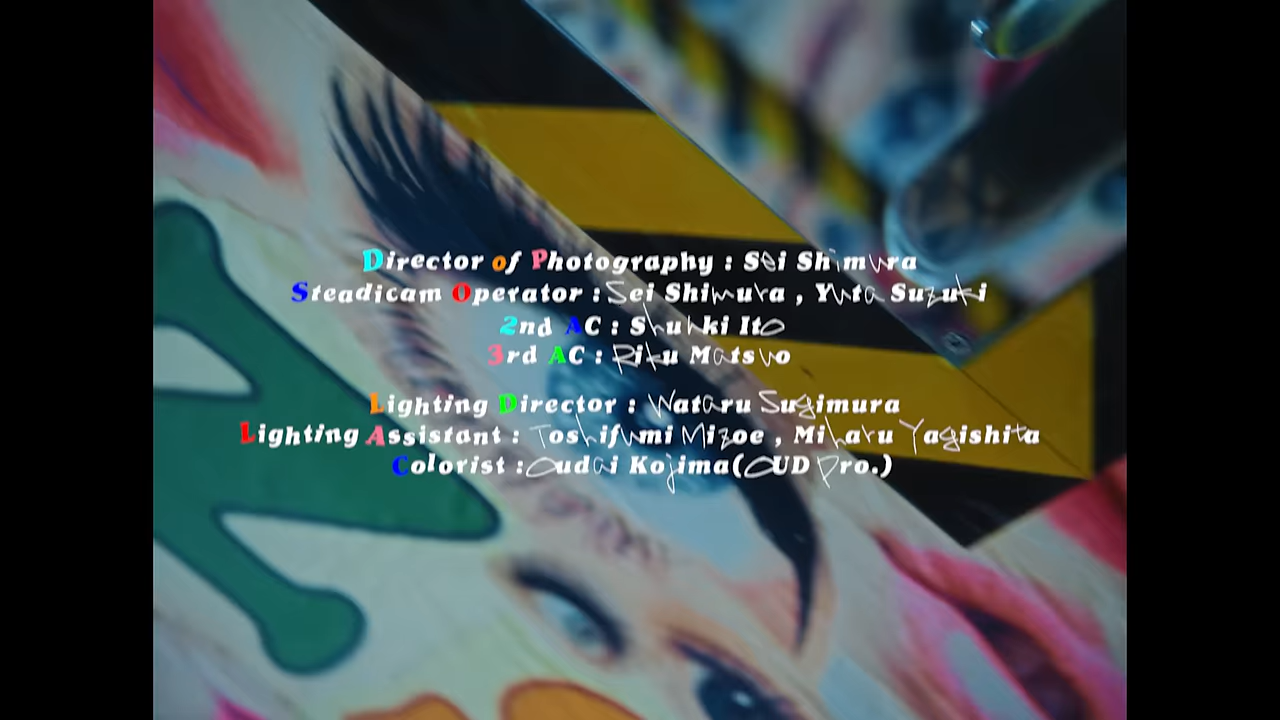 Director of Photography : Sei Shimura
Steadicam Operator : Sei Shimura , Yuta Suzuki
2nd AC : Shuhki Ito
3rd AC : Riku Matsuo
Lighting Director : Wataru Sugimura
Lighting Assistant : Toshifumi Mizoe , Miharu Yagishita
Colorist : Oudai Kojima(OUD Pro.)